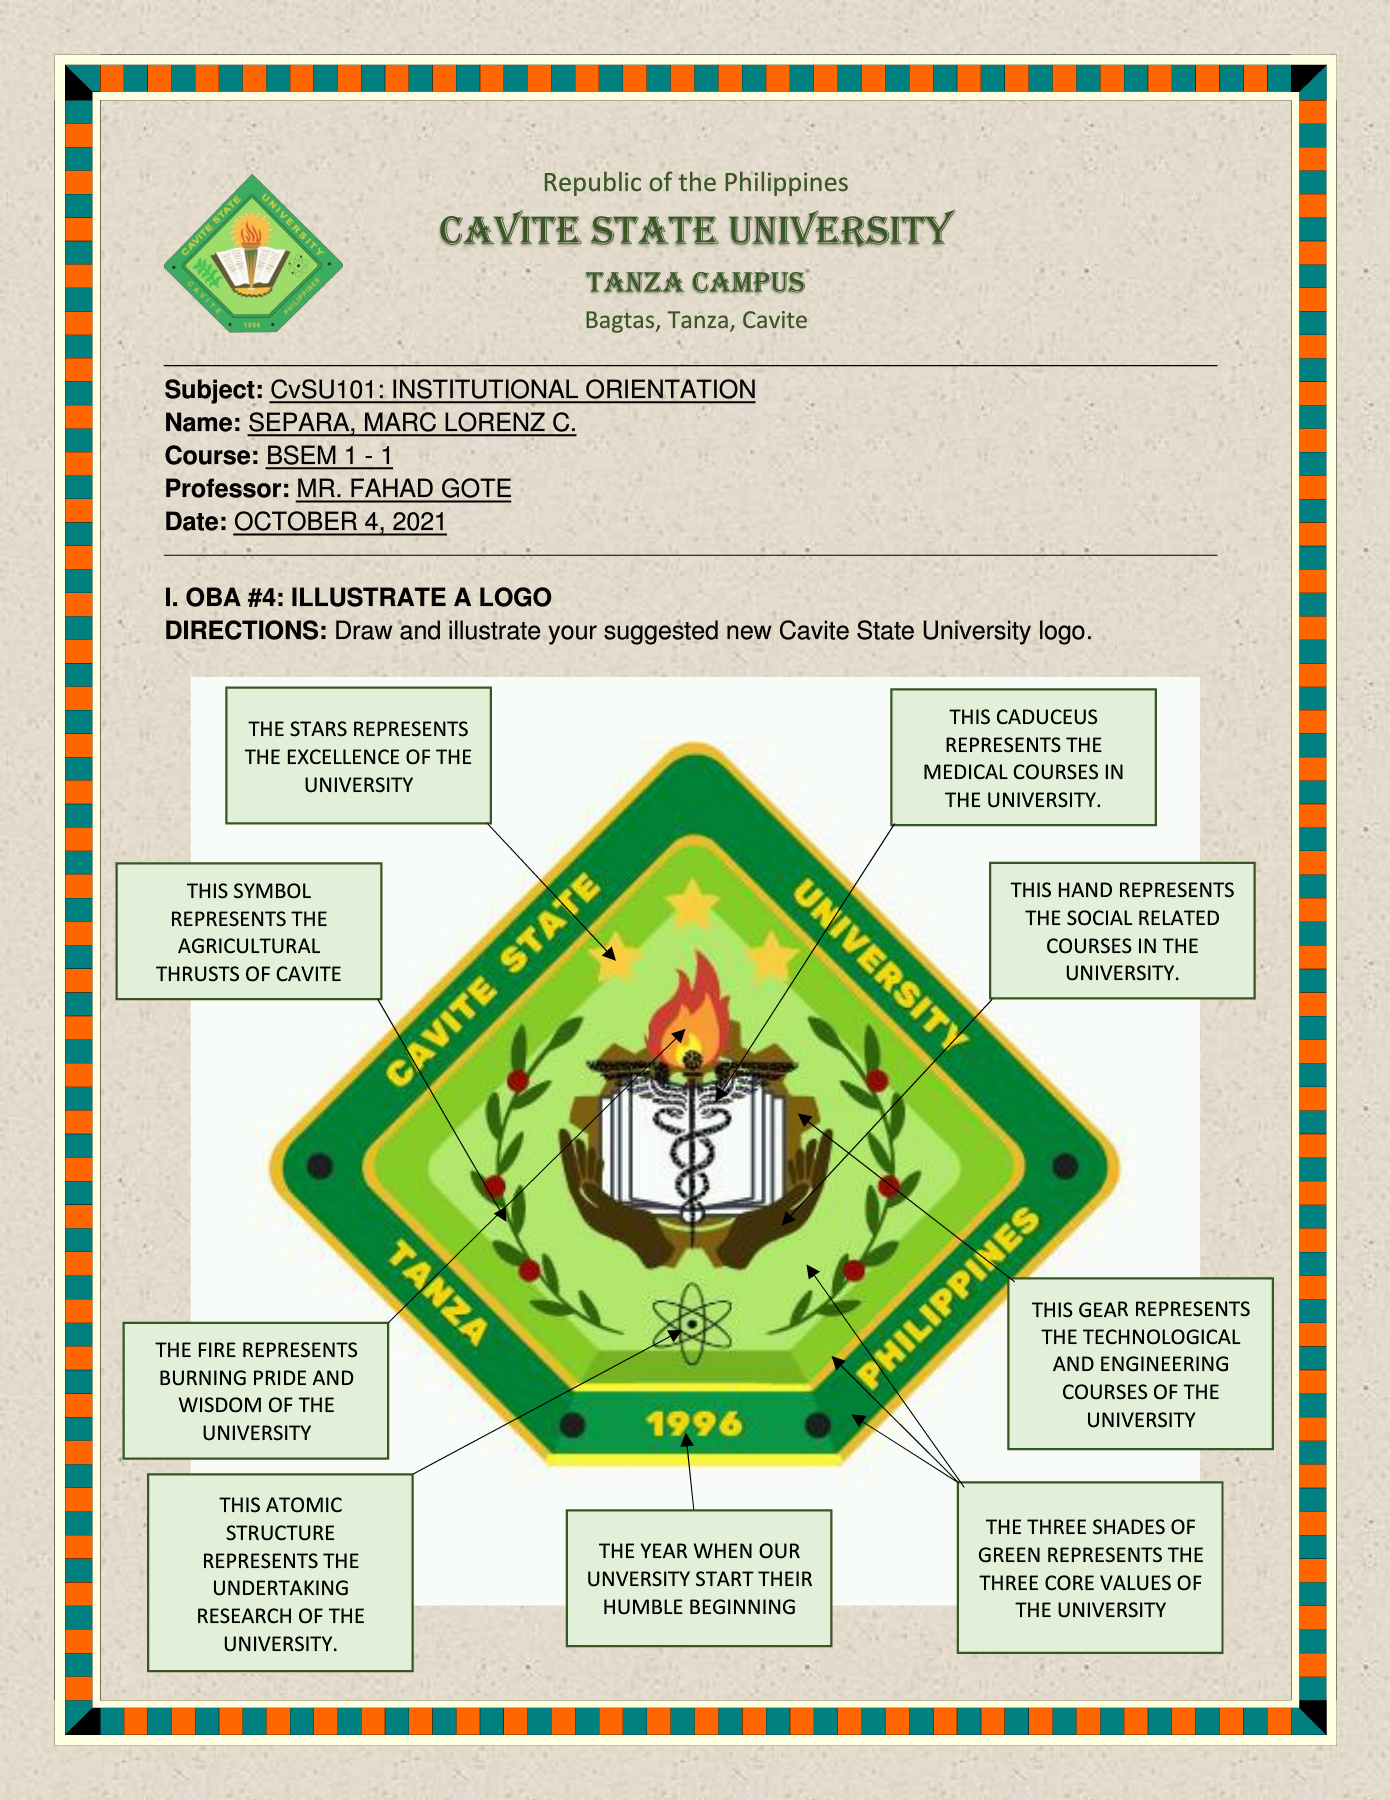 CAVITE STATE UNIVERSITY
CAVITE 1996 PHILIPPINES
Republic of the Philippines
CAVITE STATE UNIVERSITY
TANZA CAMPUS
Bagtas, Tanza, Cavite
Subject: CvSU101: INSTITUTIONAL ORIENTATION
Name: SEPARA, MARC LORENZ C.
Course: BSEM 1 - 1
Professor: MR. FAHAD GOTE
Date: OCTOBER 4, 2021
I. OBA #4: ILLUSTRATE A LOGO
DIRECTIONS: Draw and illustrate your suggested new Cavite State University logo.
THE STARS REPRESENTS
THE EXCELLENCE OF THE
UNIVERSITY
THIS CADUCEUS
REPRESENTS THE
MEDICAL COURSES IN
THE UNIVERSITY.
THIS SYMBOL
REPRESENTS THE
AGRICULTURAL
THRUSTS OF CAVITE
THIS HAND REPRESENTS
THE SOCIAL RELATED
COURSES IN THE
UNIVERSITY.
CAVITE STATE
UNIVERSITY
TANZA
PHILIPPINES
1996
THE FIRE REPRESENTS
BURNING PRIDE AND
WISDOM OF THE
UNIVERSITY
THIS GEAR REPRESENTS
THE TECHNOLOGICAL
AND ENGINEERING
COURSES OF THE
UNIVERSITY
THIS ATOMIC
STRUCTURE
REPRESENTS THE
UNDERTAKING
RESEARCH OF THE
UNIVERSITY.
THE YEAR WHEN OUR
UNVERSITY START THEIR
HUMBLE BEGINNING
THE THREE SHADES OF
GREEN REPRESENTS THE
THREE CORE VALUES OF
THE UNIVERSITY